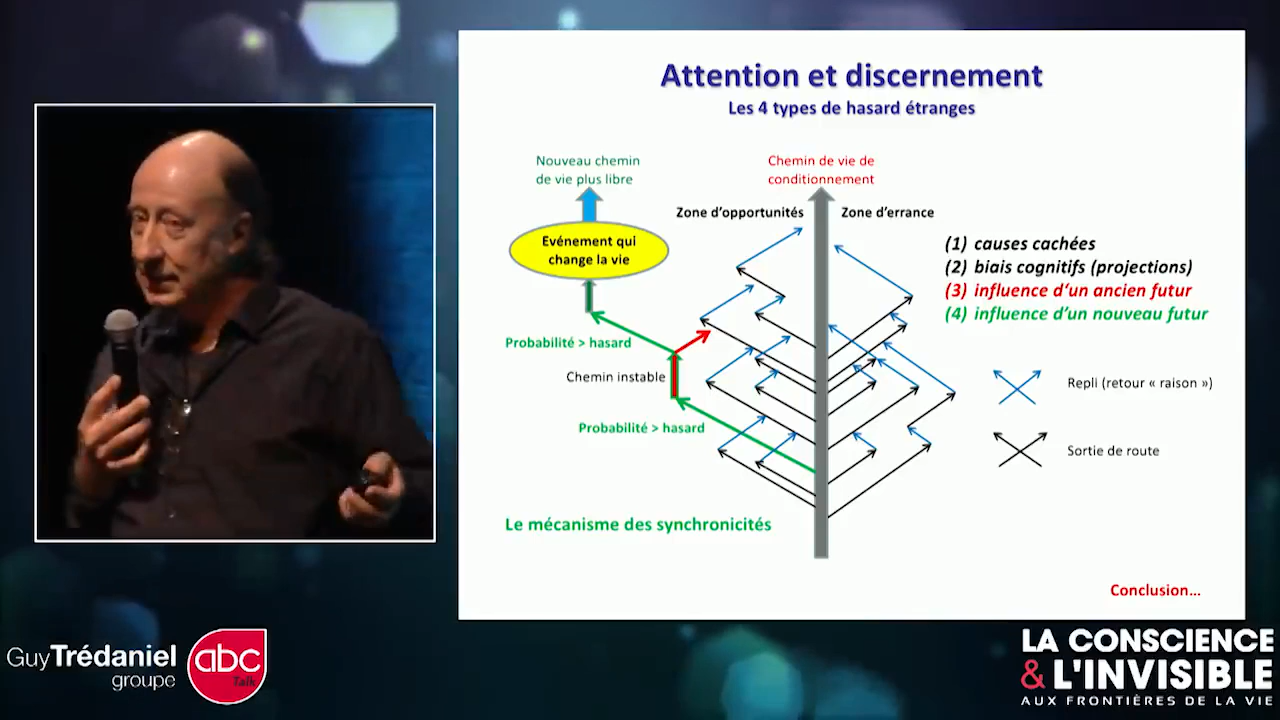 Attention et discernement
Les 4 types de hasard étranges
Nouveau chemin
de vie plus libre
Chemin de vie de
conditionnement
Zone d'opportunités
Zone d'errance
Evénement qui
change la vie
(1) causes cachées
(2) biais cognitifs (projections)
(3) influence d'un ancien futur
(4) influence d'un nouveau futur
Probabilité > hasard
Chemin instable
Probabilité > hasard
Repli (retour « raison »)
Sortie de route
Le mécanisme des synchronicités
Conclusion...
GuyTrédaniel
groupe
abc
Talk
LA CONSCIENCE
& L'INVISIBLE
AUX FRONTIÈRES DE LA VIE